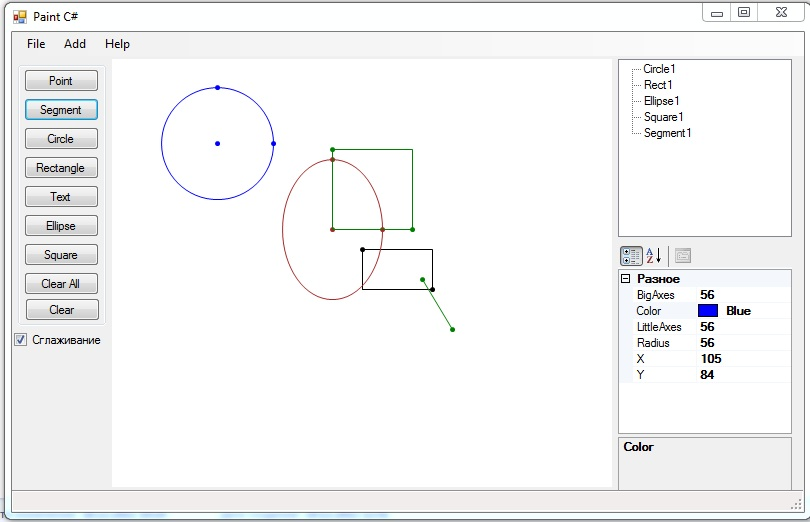 Paint C#
File Add Help
Point
Segment
Circle
Rectangle
Text
Ellipse
Square
Clear All
Clear
Сглаживание
Circle1
Rect1
Ellipse1
Square1
Segment1
A
Z
Разное
BigAxes 56
Color Blue
LittleAxes 56
Radius 56
X 105
Y 84
Color